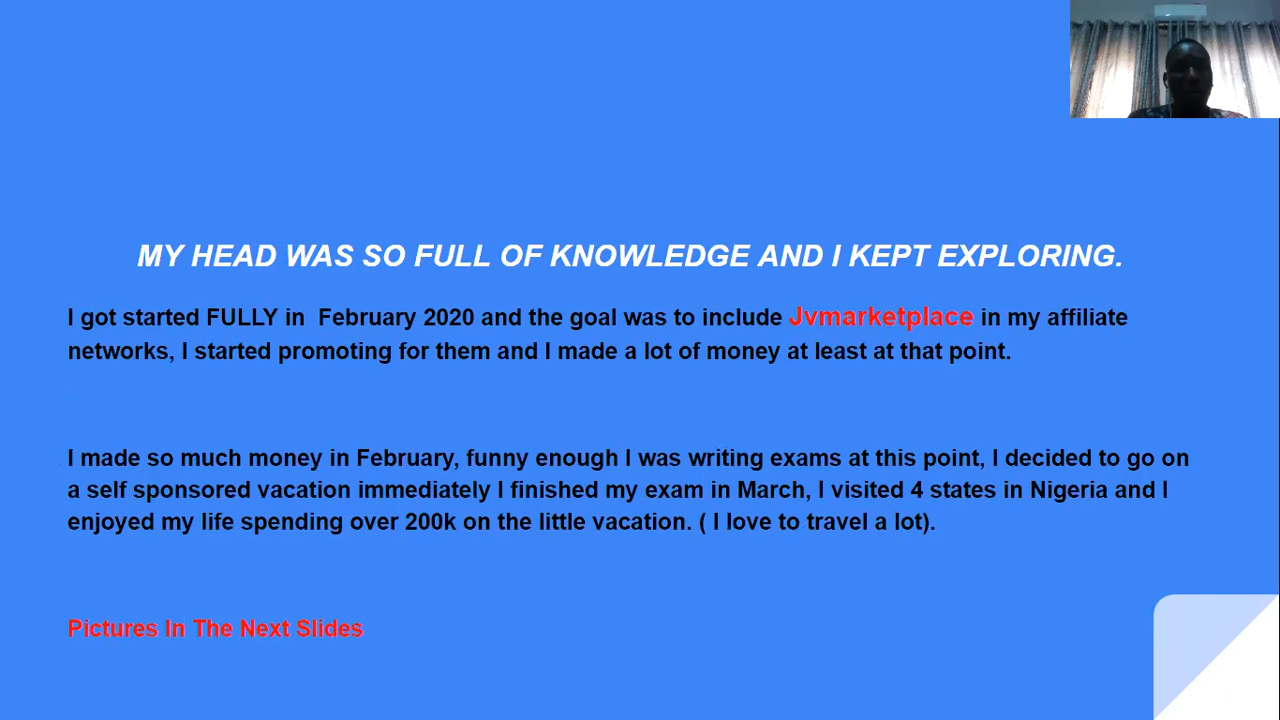 MY HEAD WAS SO FULL OF KNOWLEDGE AND I KEPT EXPLORING.
I got started FULLY in  February 2020 and the goal was to include Jvmarketplace in my affiliate
networks, I started promoting for them and I made a lot of money at least at that point.
I made so much money in February, funny enough I was writing exams at this point, I decided to go on
a self sponsored vacation immediately I finished my exam in March, I visited 4 states in Nigeria and I
enjoyed my life spending over 200k on the little vacation. ( I love to travel a lot).
Pictures In The Next Slides